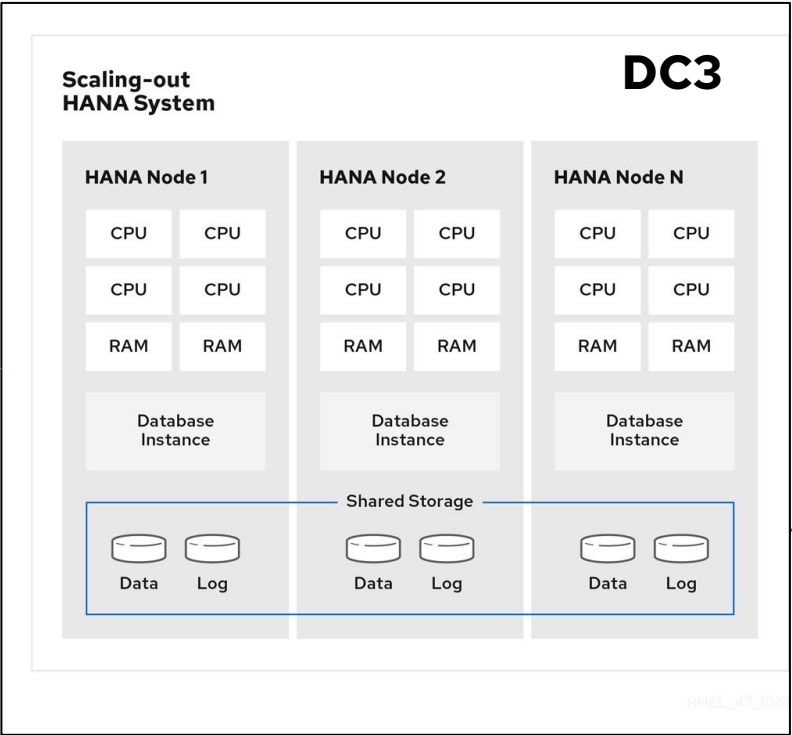 Scaling-out
HANA System
DC3
HANA Node 1
HANA Node 2
HANA Node N
CPU CPU CPU CPU CPU CPU
CPU CPU CPU CPU CPU CPU
RAM RAM RAM RAM RAM RAM
Database
Instance
Database
Instance
Database
Instance
Shared Storage
Data Log Data Log Data Log
RHEL_47_1019